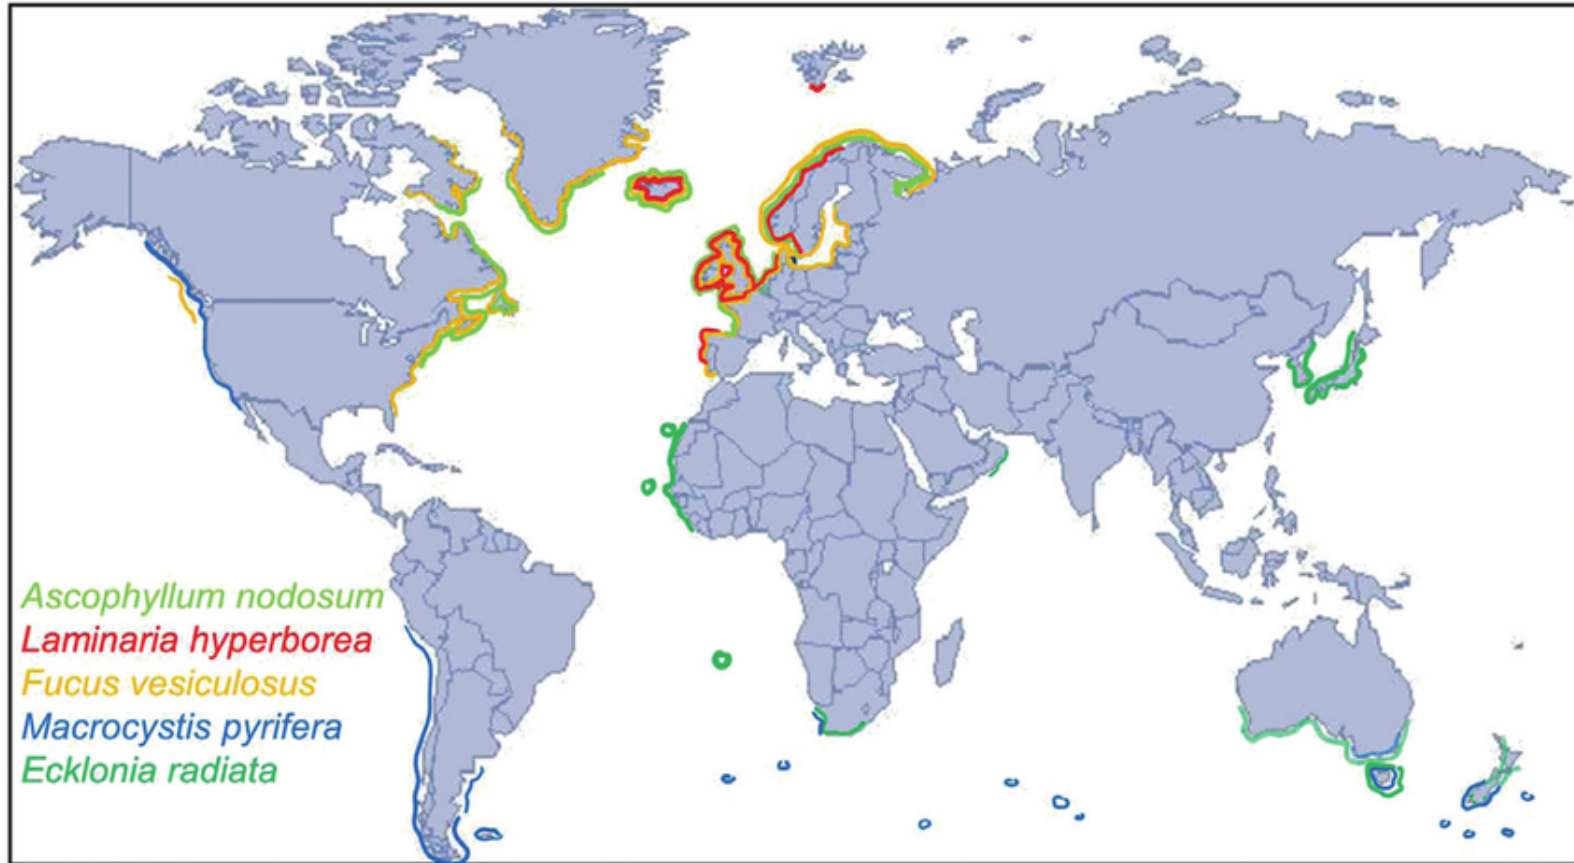 Ascophyllum nodosum
Laminaria hyperborea
Fucus vesiculosus
Macrocystis pyrifera
Ecklonia radiata